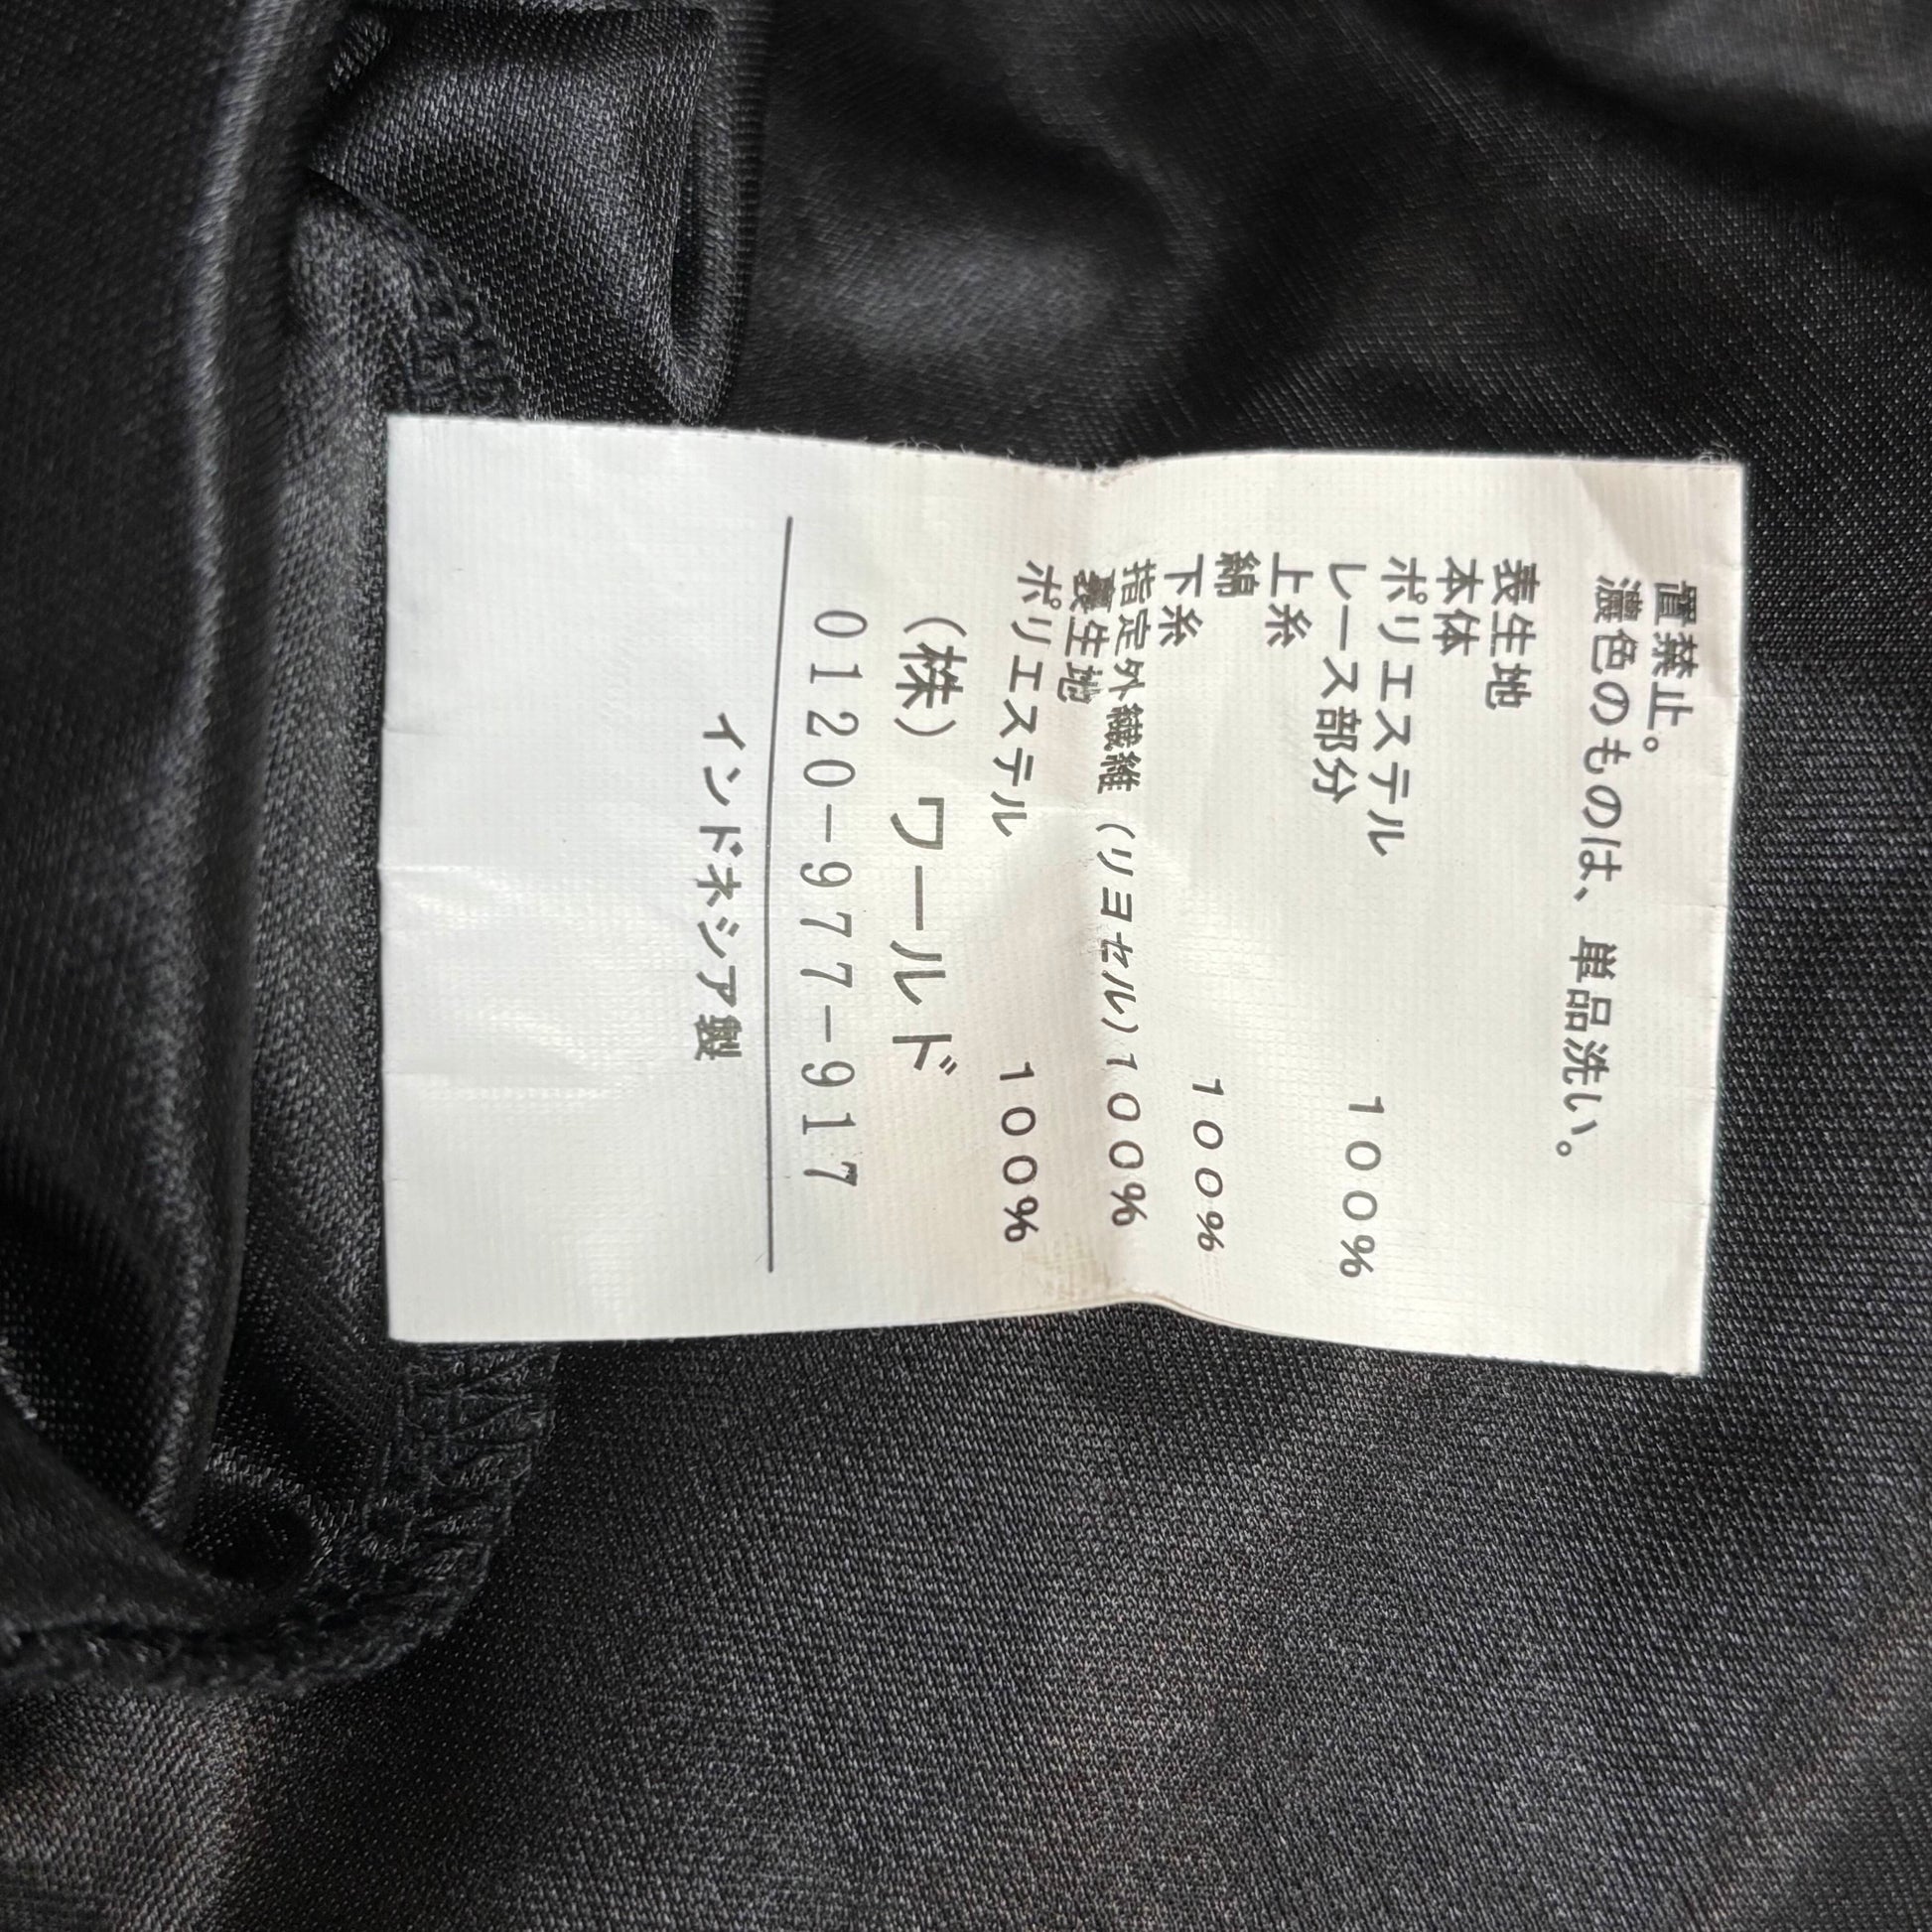 置禁止。
濃色のものは、単品洗い。
表生地
本体
ポリエステル 100%
レース部分
上糸
綿 100%
下糸
指定外繊維(リヨセル)100%
裏生地
ポリエステル 100%
(株)ワールド
0120-977-917
インドネシア製